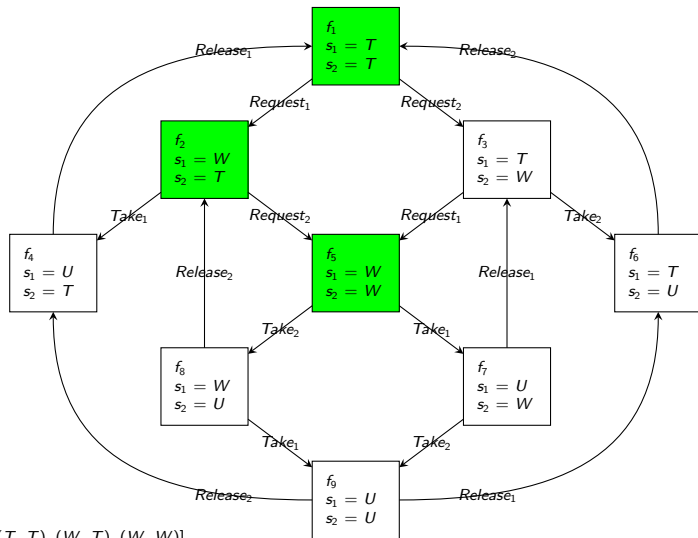 f₁
s₁ = T
s₂ = T
Release₁
Release₂
Request₁
Request₂
f₂
s₁ = W
s₂ = T
f₃
s₁ = T
s₂ = W
Take₁
Request₂
Request₁
Take₂
f₄
s₁ = U
s₂ = T
f₅
s₁ = W
s₂ = W
f₆
s₁ = T
s₂ = U
Release₂
Release₁
Take₂
Take₁
f₈
s₁ = W
s₂ = U
f₇
s₁ = U
s₂ = W
Take₁
Take₂
f₉
s₁ = U
s₂ = U
Release₂
Release₁
T, T), (W, T), (W, W)]